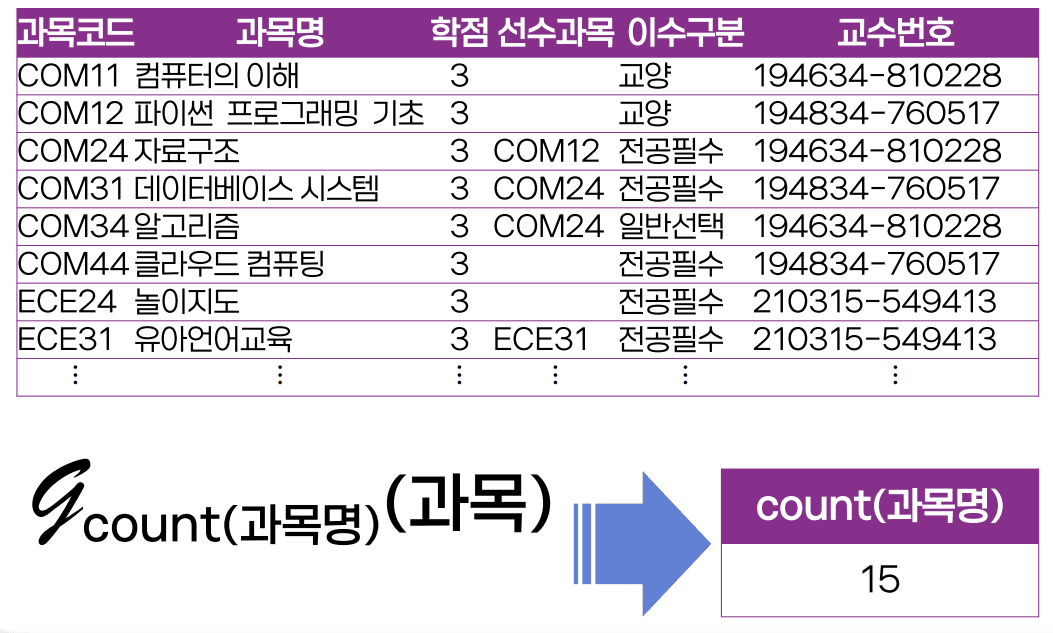 과목코드 과목명 학점 선수과목 이수구분 교수번호
COM11 컴퓨터의 이해 3 교양 194634-810228
COM12 파이썬 프로그래밍 기초 3 교양 194834-760517
COM24 자료구조 3 COM12 전공필수 194634-810228
COM31 데이터베이스 시스템 3 COM24 전공필수 194834-760517
COM34 알고리즘 3 COM24 일반선택 194634-810228
COM44 클라우드 컴퓨팅 3 전공필수 194834-760517
ECE24 놀이지도 3 전공필수 210315-549413
ECE31 유아언어교육 3 ECE31 전공필수 210315-549413
⋮ ⋮ ⋮ ⋮ ⋮ ⋮
𝒢count(과목명)(과목)
count(과목명)
15